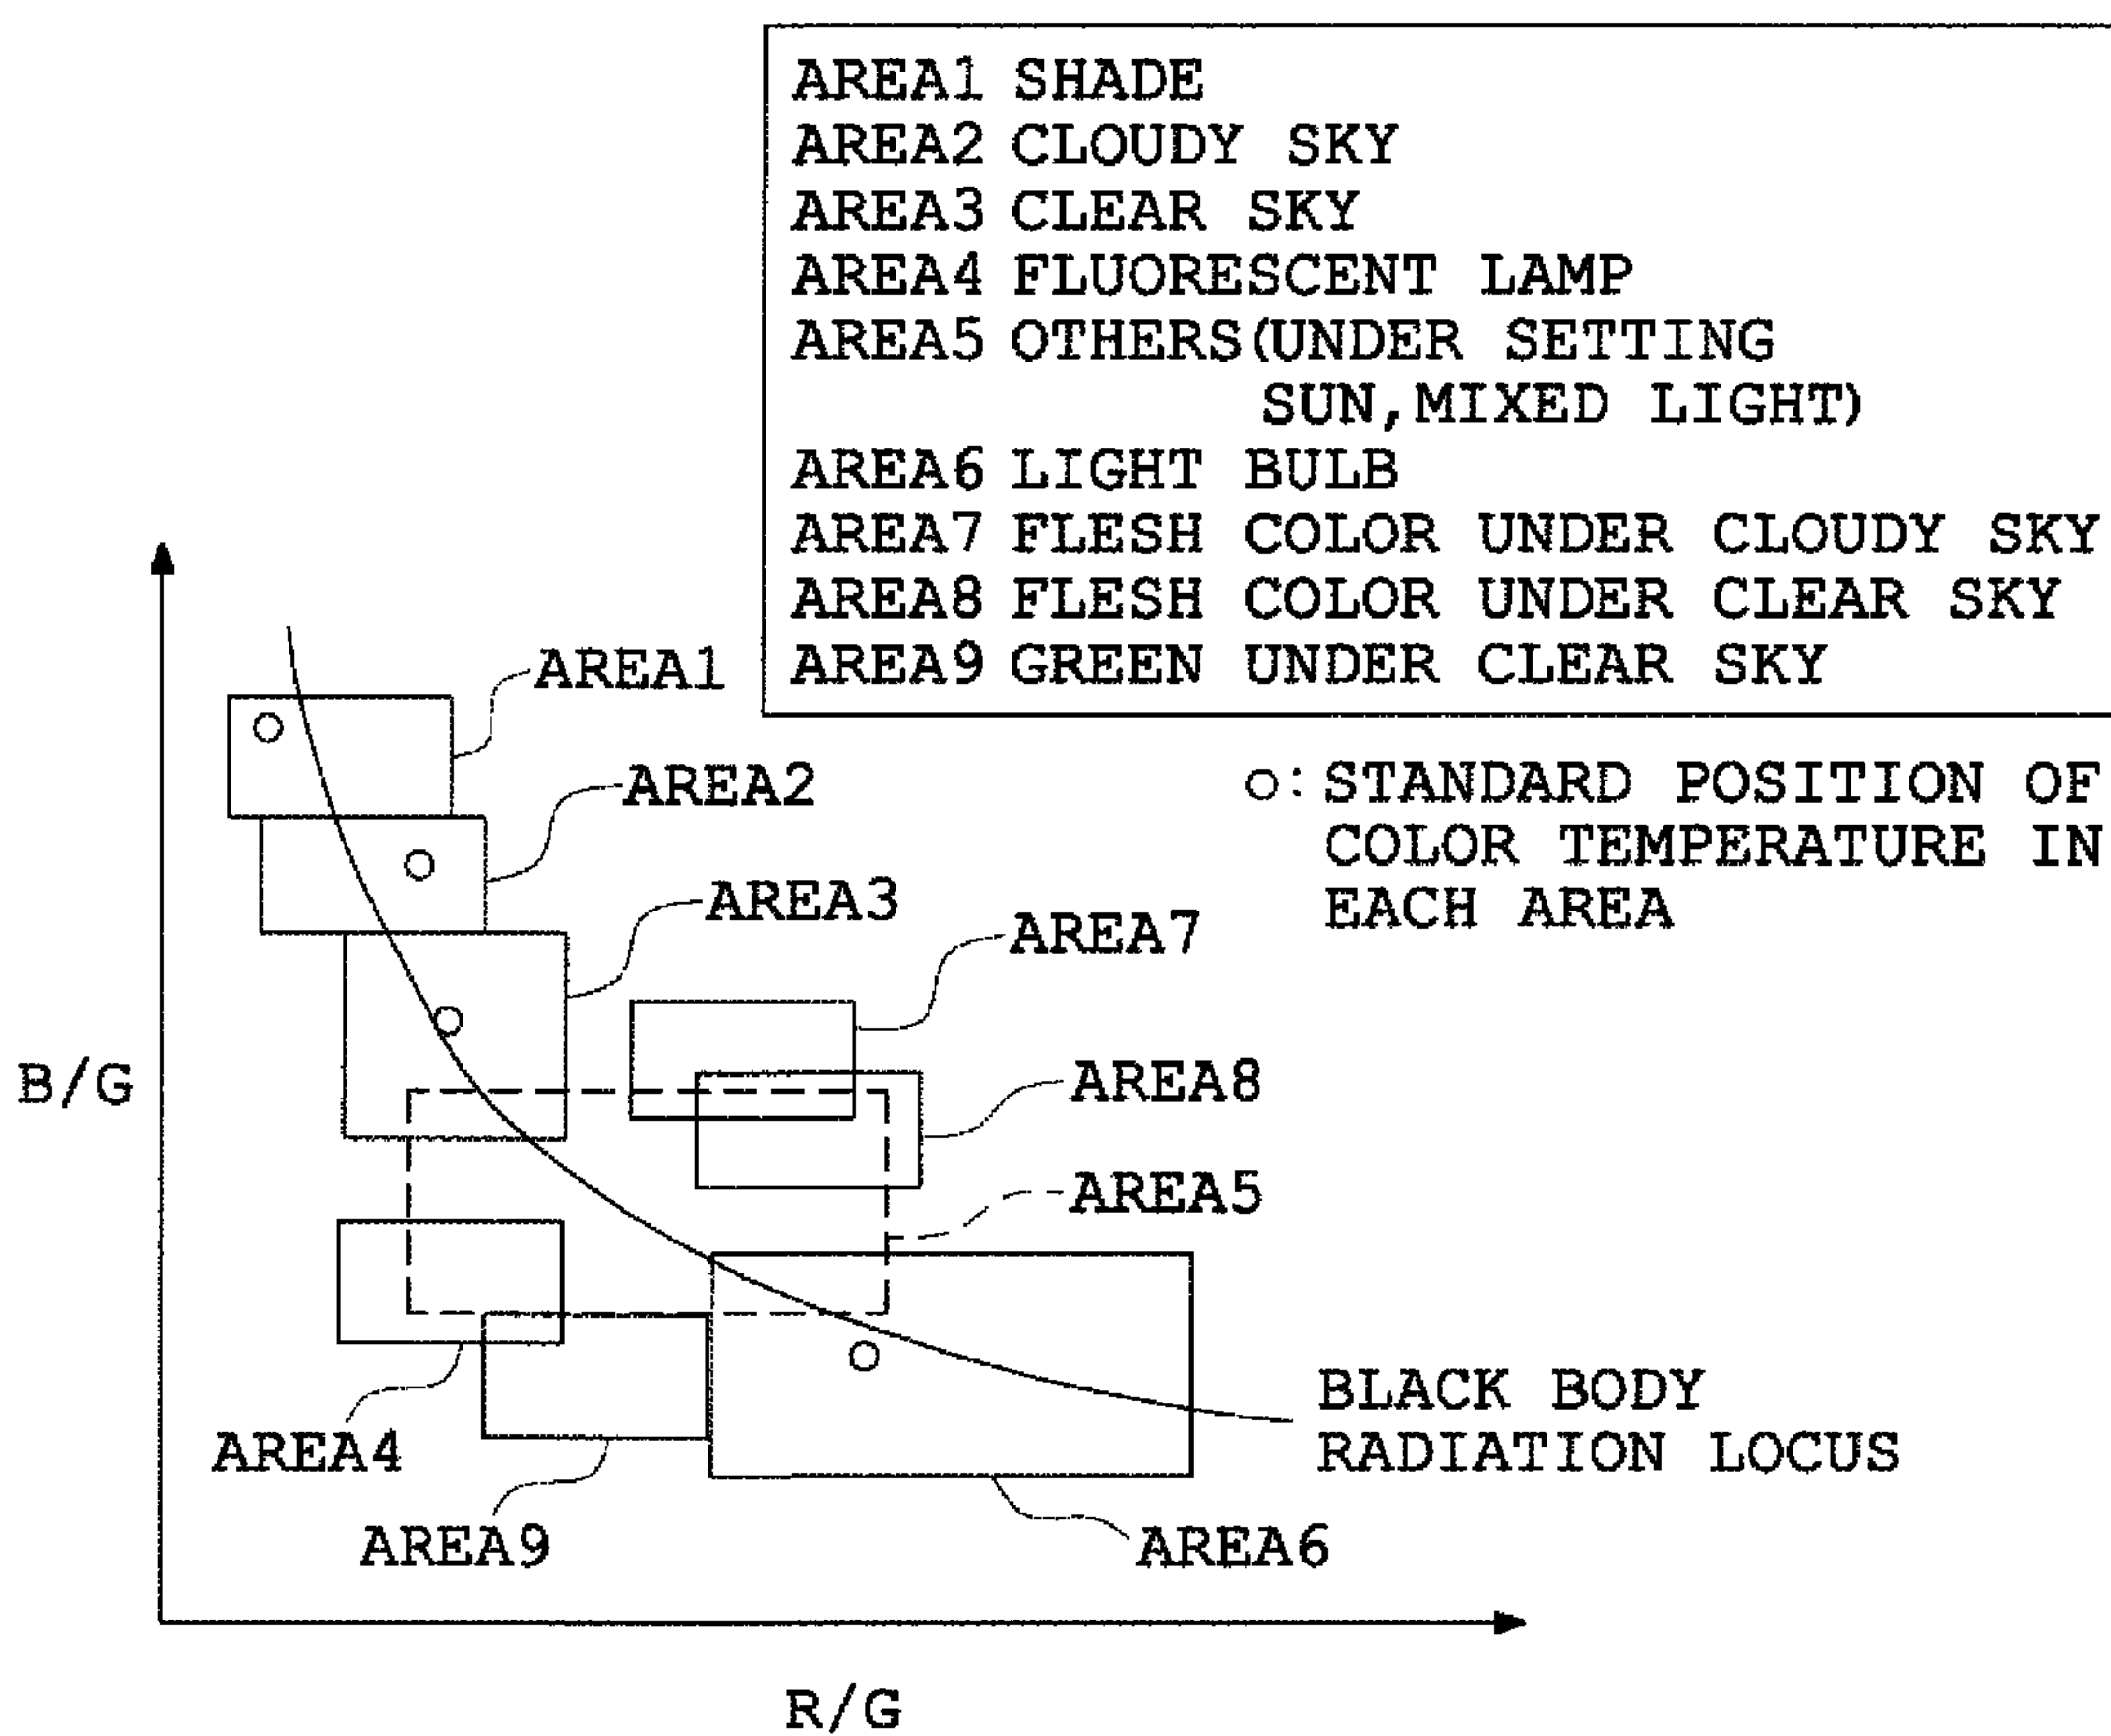 AREA1 SHADE
AREA2 CLOUDY SKY
AREA3 CLEAR SKY
AREA4 FLUORESCENT LAMP
AREA5 OTHERS(UNDER SETTING
SUN,MIXED LIGHT)
AREA6 LIGHT BULB
AREA7 FLESH COLOR UNDER CLOUDY SKY
AREA8 FLESH COLOR UNDER CLEAR SKY
AREA9 GREEN UNDER CLEAR SKY
○: STANDARD POSITION OF
COLOR TEMPERATURE IN
EACH AREA
AREA1
AREA2
AREA3
AREA7
B/G
AREA8
AREA5
BLACK BODY
RADIATION LOCUS
AREA4
AREA9
AREA6
R/G